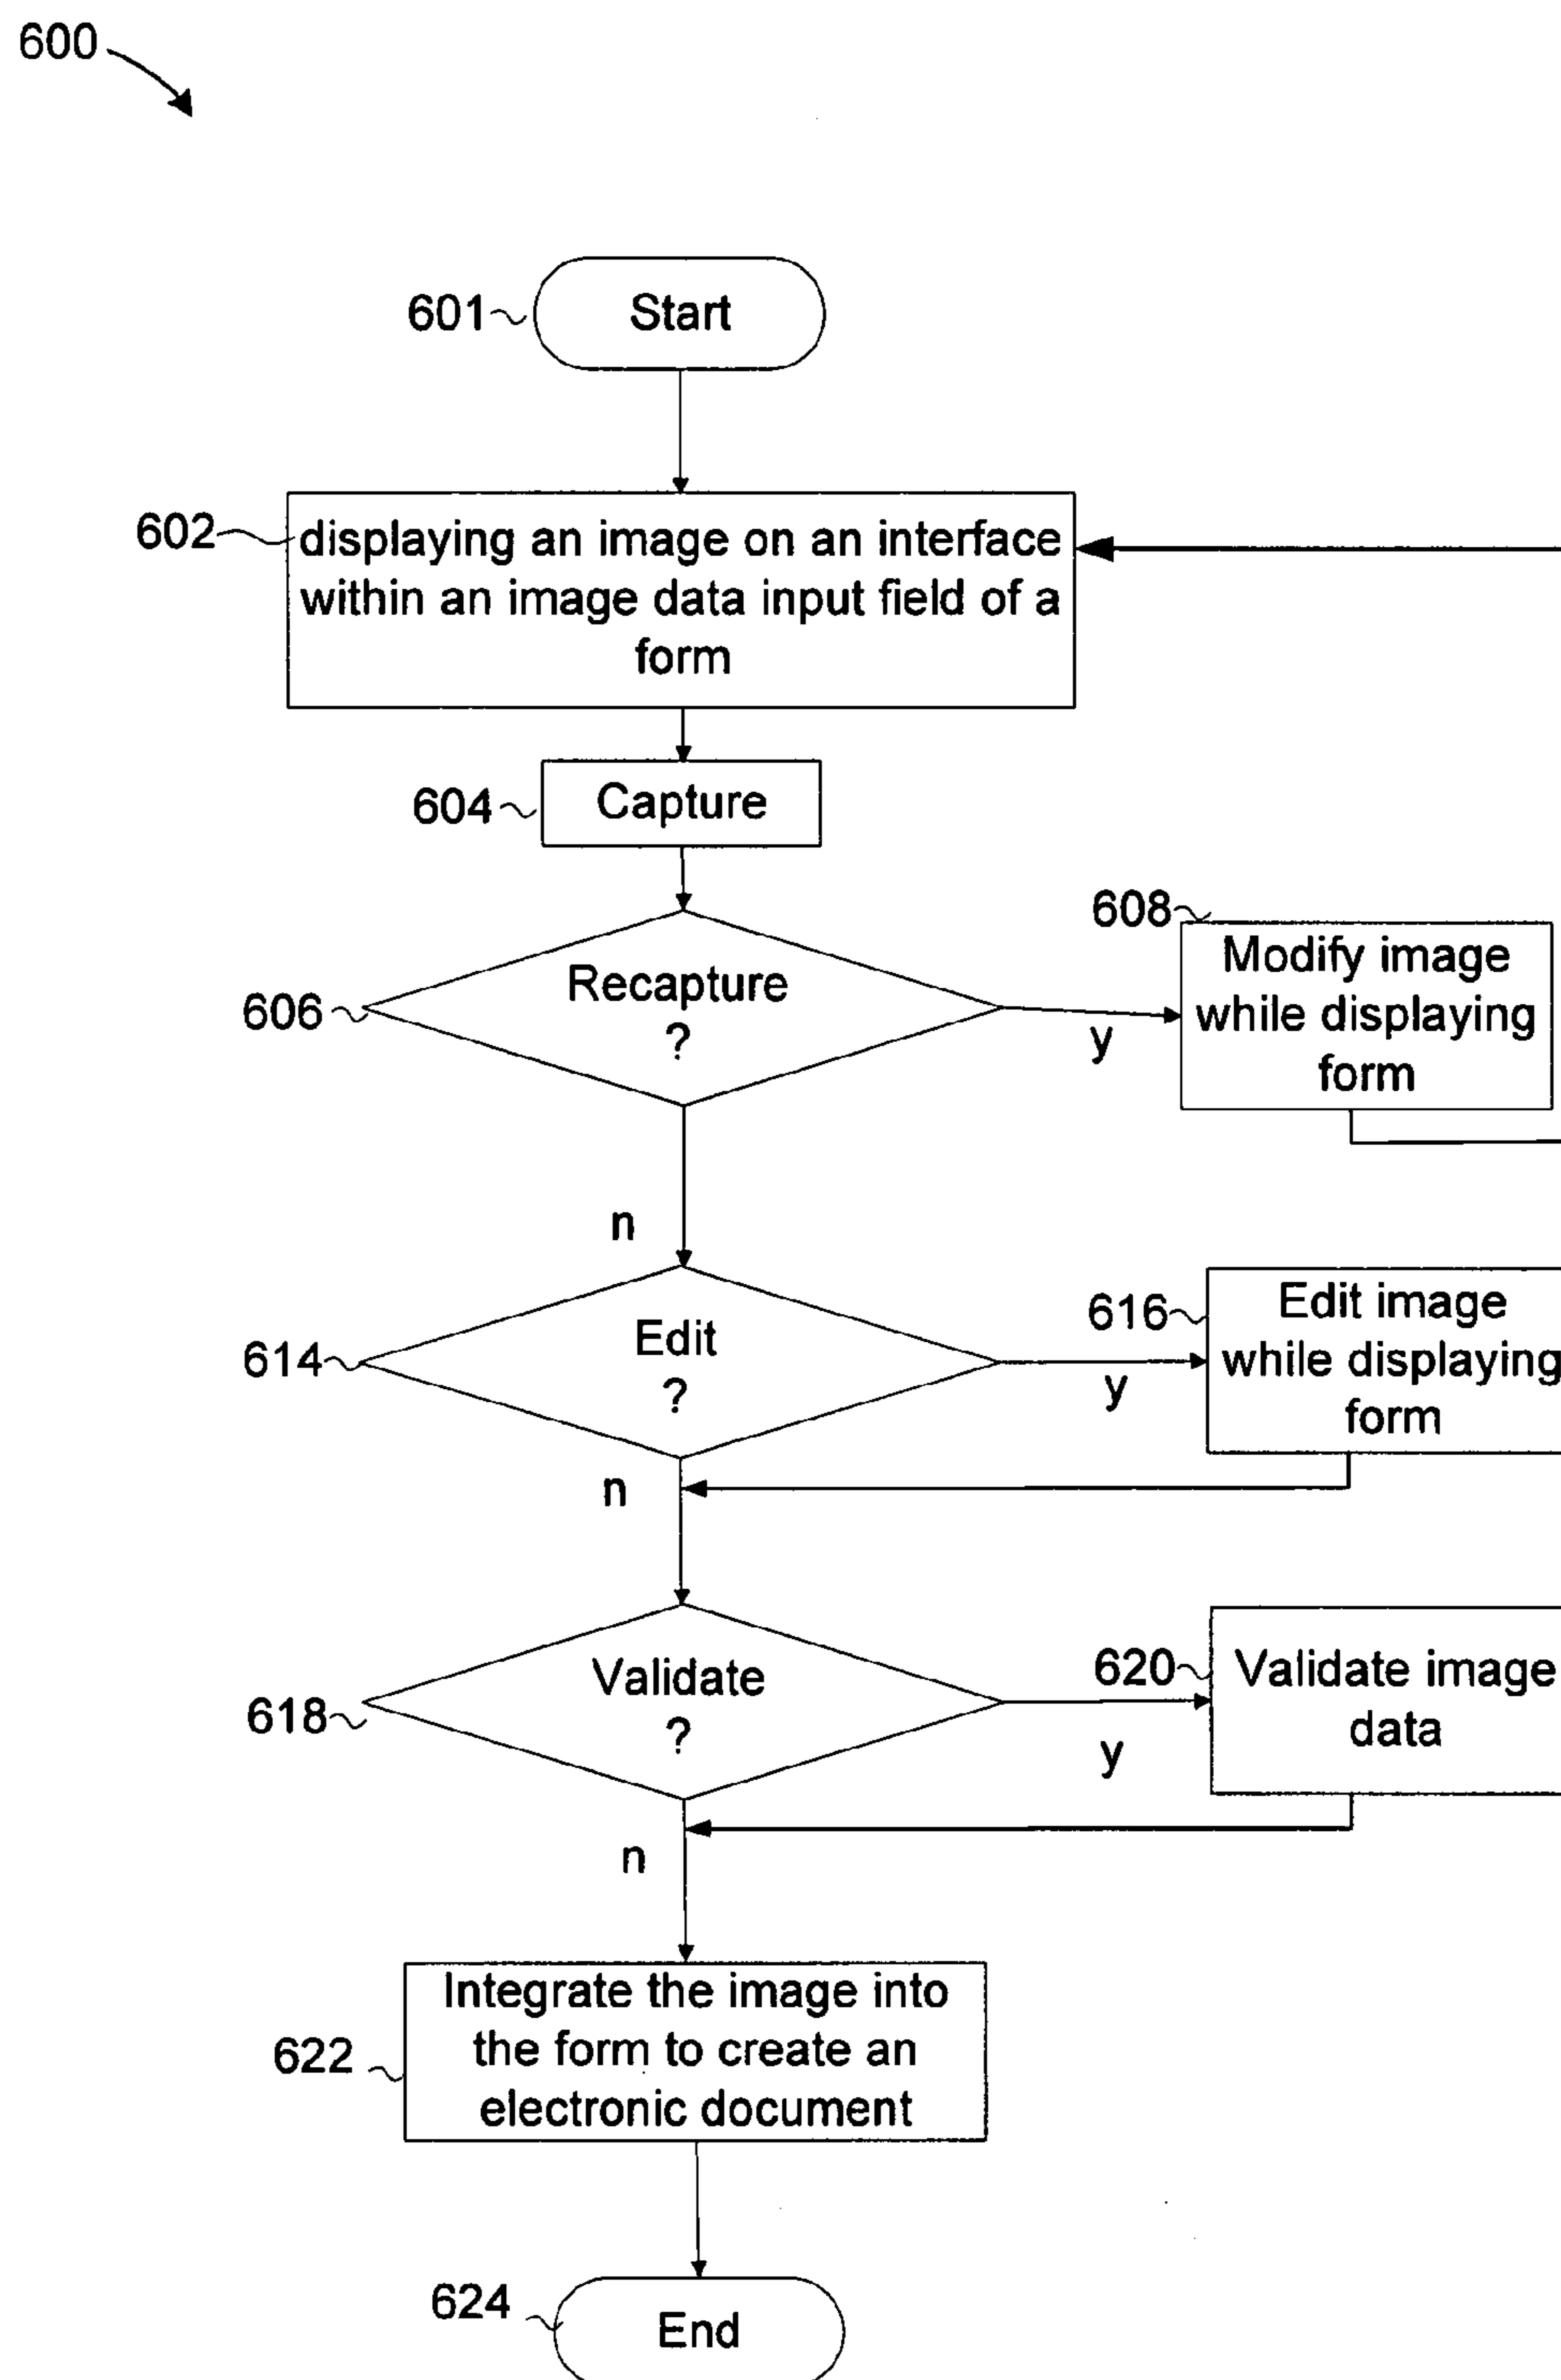 600
601
Start
602
displaying an image on an interface
within an image data input field of a
form
604
Capture
606
Recapture
?
y
608
Modify image
while displaying
form
n
614
Edit
?
y
616
Edit image
while displaying
form
n
618
Validate
?
y
620
Validate image
data
n
622
Integrate the image into
the form to create an
electronic document
624
End